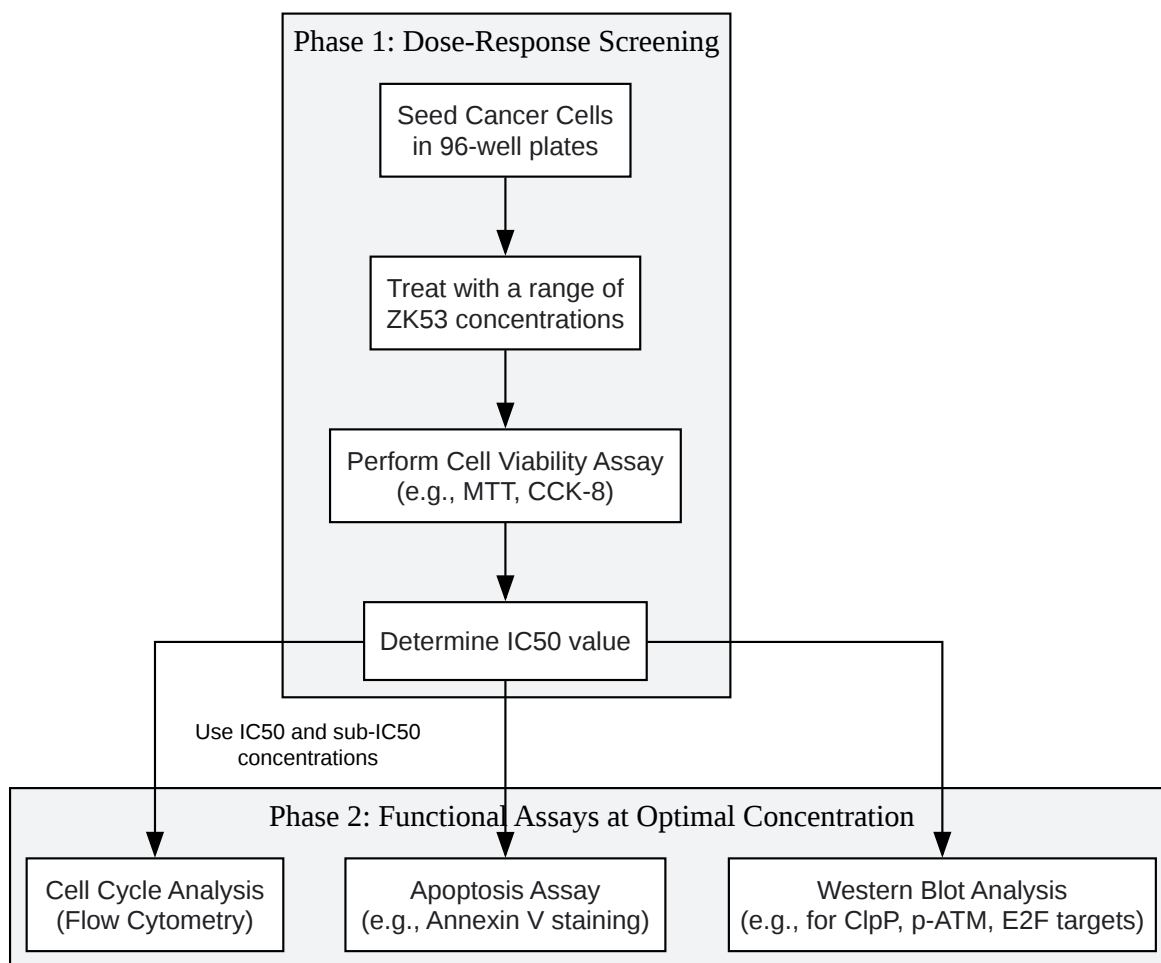 Phase 1: Dose-Response Screening
Seed Cancer Cells
in 96-well plates
Treat with a range of
ZK53 concentrations
Perform Cell Viability Assay
(e.g., MTT, CCK-8)
Determine IC50 value
Use IC50 and sub-IC50
concentrations
Phase 2: Functional Assays at Optimal Concentration
Cell Cycle Analysis
(Flow Cytometry)
Apoptosis Assay
(e.g., Annexin V staining)
Western Blot Analysis
(e.g., for ClpP, p-ATM, E2F targets)